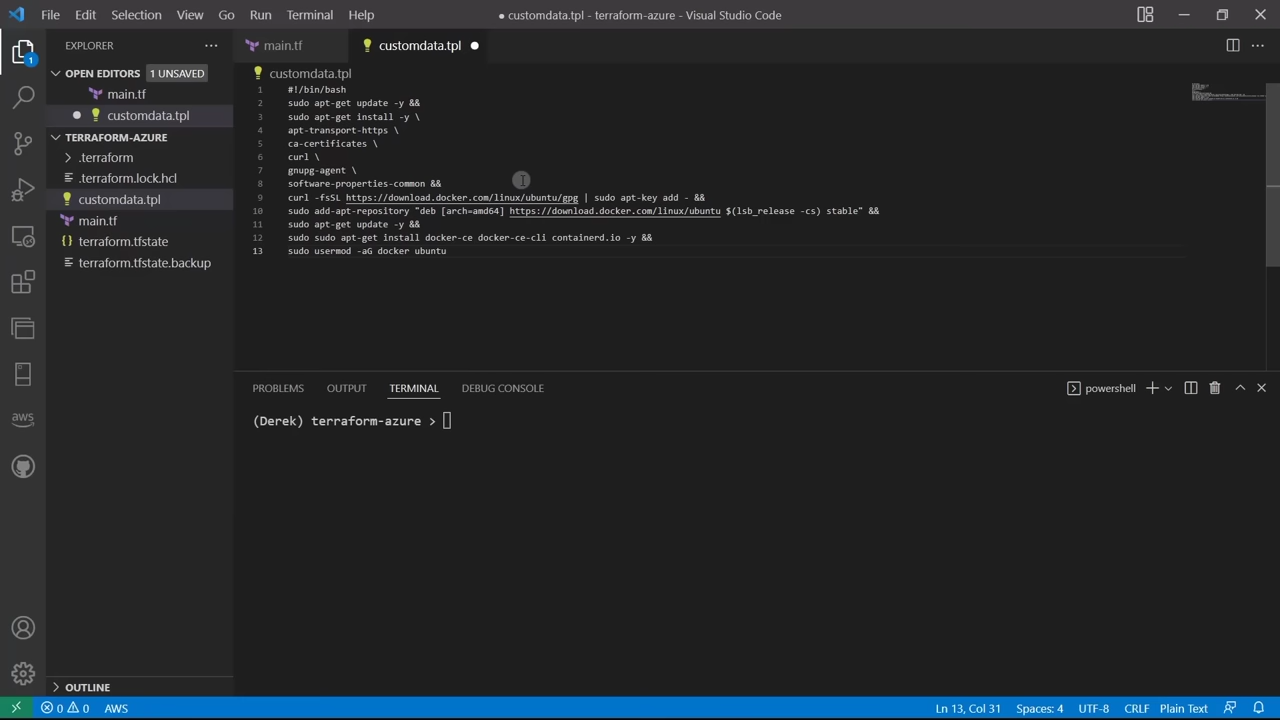 File Edit Selection View Go Run Terminal Help
● customdata.tpl - terraform-azure - Visual Studio Code
EXPLORER
OPEN EDITORS 1 UNSAVED
main.tf
customdata.tpl
TERRAFORM-AZURE
.terraform
.terraform.lock.hcl
customdata.tpl
main.tf
terraform.tfstate
terraform.tfstate.backup
OUTLINE
1
aws
main.tf customdata.tpl
customdata.tpl
1 #!/bin/bash
2 sudo apt-get update -y &&
3 sudo apt-get install -y \
4 apt-transport-https \
5 ca-certificates \
6 curl \
7 gnupg-agent \
8 software-properties-common &&
9 curl -fsSL https://download.docker.com/linux/ubuntu/gpg | sudo apt-key add - &&
10 sudo add-apt-repository "deb [arch=amd64] https://download.docker.com/linux/ubuntu $(lsb_release -cs) stable" &&
11 sudo apt-get update -y &&
12 sudo sudo apt-get install docker-ce docker-ce-cli containerd.io -y &&
13 sudo usermod -aG docker ubuntu
PROBLEMS OUTPUT TERMINAL DEBUG CONSOLE
powershell
(Derek) terraform-azure >
0 0 AWS
Ln 13, Col 31 Spaces: 4 UTF-8 CRLF Plain Text